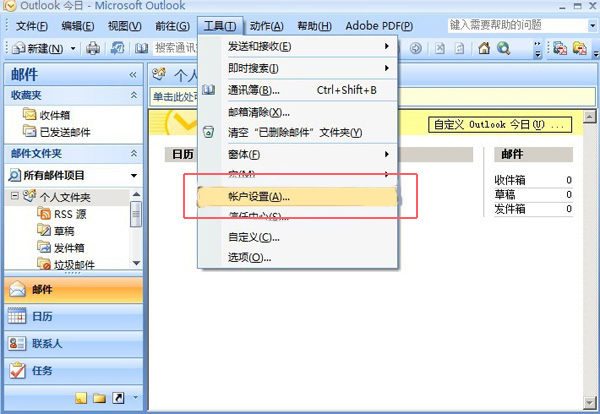 Outlook 今日 - Microsoft Outlook
文件(F) 编辑(E) 视图(V) 前往(G) 工具(T) 动作(A) 帮助(H) Adobe PDF(P) 键入需要帮助的问题
新建(N) 搜索通讯
邮件
收藏夹
收件箱
已发送邮件
邮件文件夹
所有邮件项目
个人文件夹
RSS 源
草稿
发件箱
垃圾邮件
邮件
日历
联系人
任务
个人
单击此处可
自定义 Outlook 今日(U) ...
日历
邮件
收件箱 0
草稿 0
发件箱 0
发送和接收(E)
即时搜索(I)
通讯簿(B)... Ctrl+Shift+B
邮箱清除(X)...
清空“已删除邮件”文件夹(Y)
窗体(F)
宏(M)
帐户设置(A)...
信任中心(S)...
自定义(C)...
选项(O)...